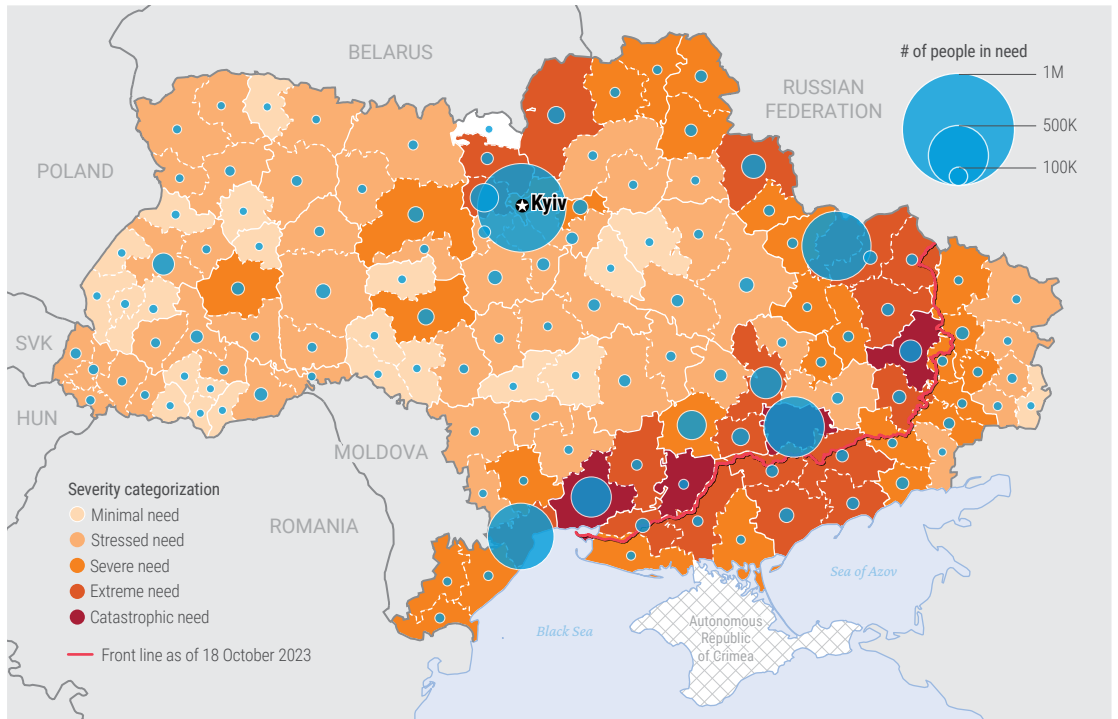 BELARUS
# of people in need
1M
RUSSIAN
FEDERATION
500K
100K
POLAND
Kyiv
SVK
HUN
MOLDOVA
ROMANIA
Severity categorization
Minimal need
Stressed need
Severe need
Extreme need
Catastrophic need
Front line as of 18 October 2023
Sea of Azov
Black Sea
Autonomous
Republic
of Crimea